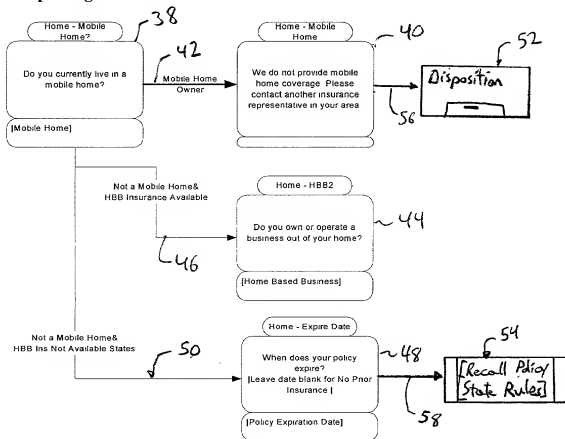 Home - Mobile
Home?
38
Do you currently live in a
mobile home?
[Mobile Home]
42
Mobile Home
Owner
Home - Mobile
Home
40
We do not provide mobile
home coverage Please
contact another insurance
representative in your area
56
52
Disposition
Not a Mobile Home&
HBB Insurance Available
46
Home - HBB2
Do you own or operate a
business out of your home?
44
[Home Based Business]
Not a Mobile Home&
HBB Ins Not Available States
50
Home - Expire Date
When does your policy
expire?
[Leave date blank for No Prior
Insurance ]
48
[Policy Expiration Date]
58
54
[Recall Policy
State Rules]